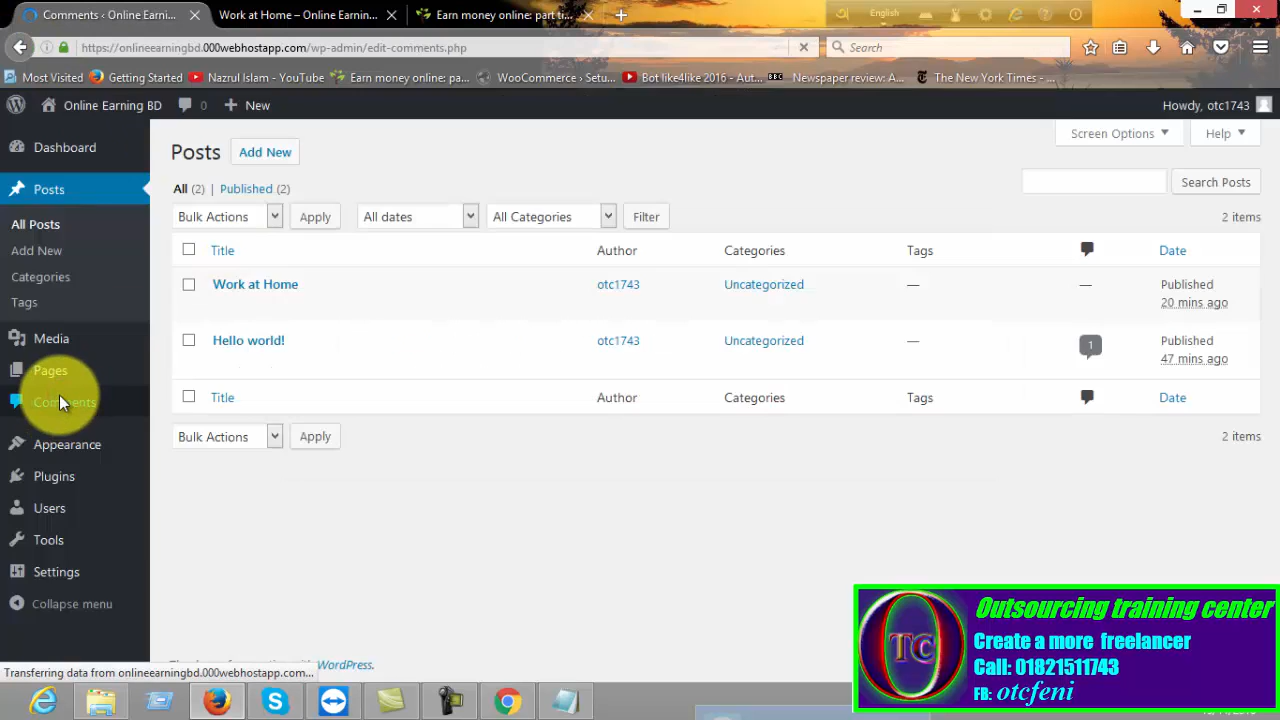 Comments ‹ Online Earning...
Work at Home – Online Earnin...
Earn money online: part ti...
English
https://onlineearningbd.000webhostapp.com/wp-admin/edit-comments.php
Search
Most Visited
Getting Started
Nazrul Islam - YouTube
Earn money online: pa...
WooCommerce › Setu...
Bot like4like 2016 - Aut...
BBC
Newspaper review: A...
The New York Times - ...
Online Earning BD
0
New
Howdy, otc1743
Dashboard
Posts
All Posts
Add New
Categories
Tags
Media
Pages
Comments
Appearance
Plugins
Users
Tools
Settings
Collapse menu
Screen Options
Help
Posts
Add New
All (2) | Published (2)
Search Posts
Bulk Actions
Apply
All dates
All Categories
Filter
2 items
Title
Author
Categories
Tags
Date
Work at Home
otc1743
Uncategorized
—
—
Published
20 mins ago
Hello world!
otc1743
Uncategorized
—
1
Published
47 mins ago
Title
Author
Categories
Tags
Date
Bulk Actions
Apply
2 items
WordPress.
Transferring data from onlineearningbd.000webhostapp.com...
TC
Outsourcing training center
Create a more freelancer
Call: 01821511743
FB: otcfeni